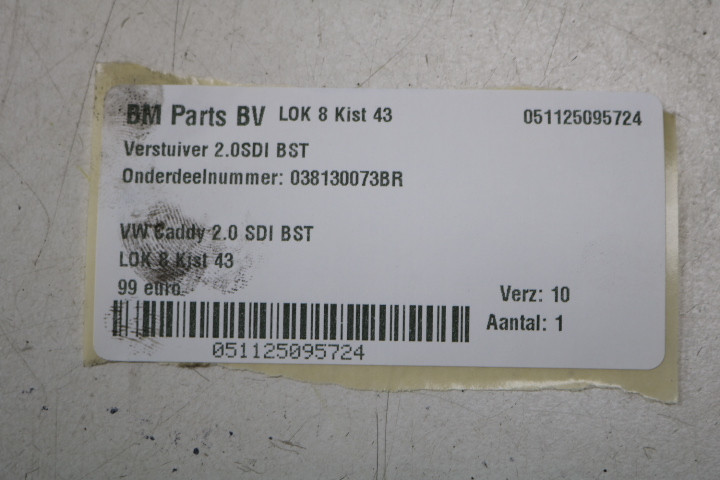 BM Parts BV LOK 8 Kist 43 051125095724
Verstuiver 2.0SDI BST
Onderdeelnummer: 038130073BR
VW Caddy 2.0 SDI BST
LOK 8 Kist 43
99 euro
Verz: 10
Aantal: 1
051125095724